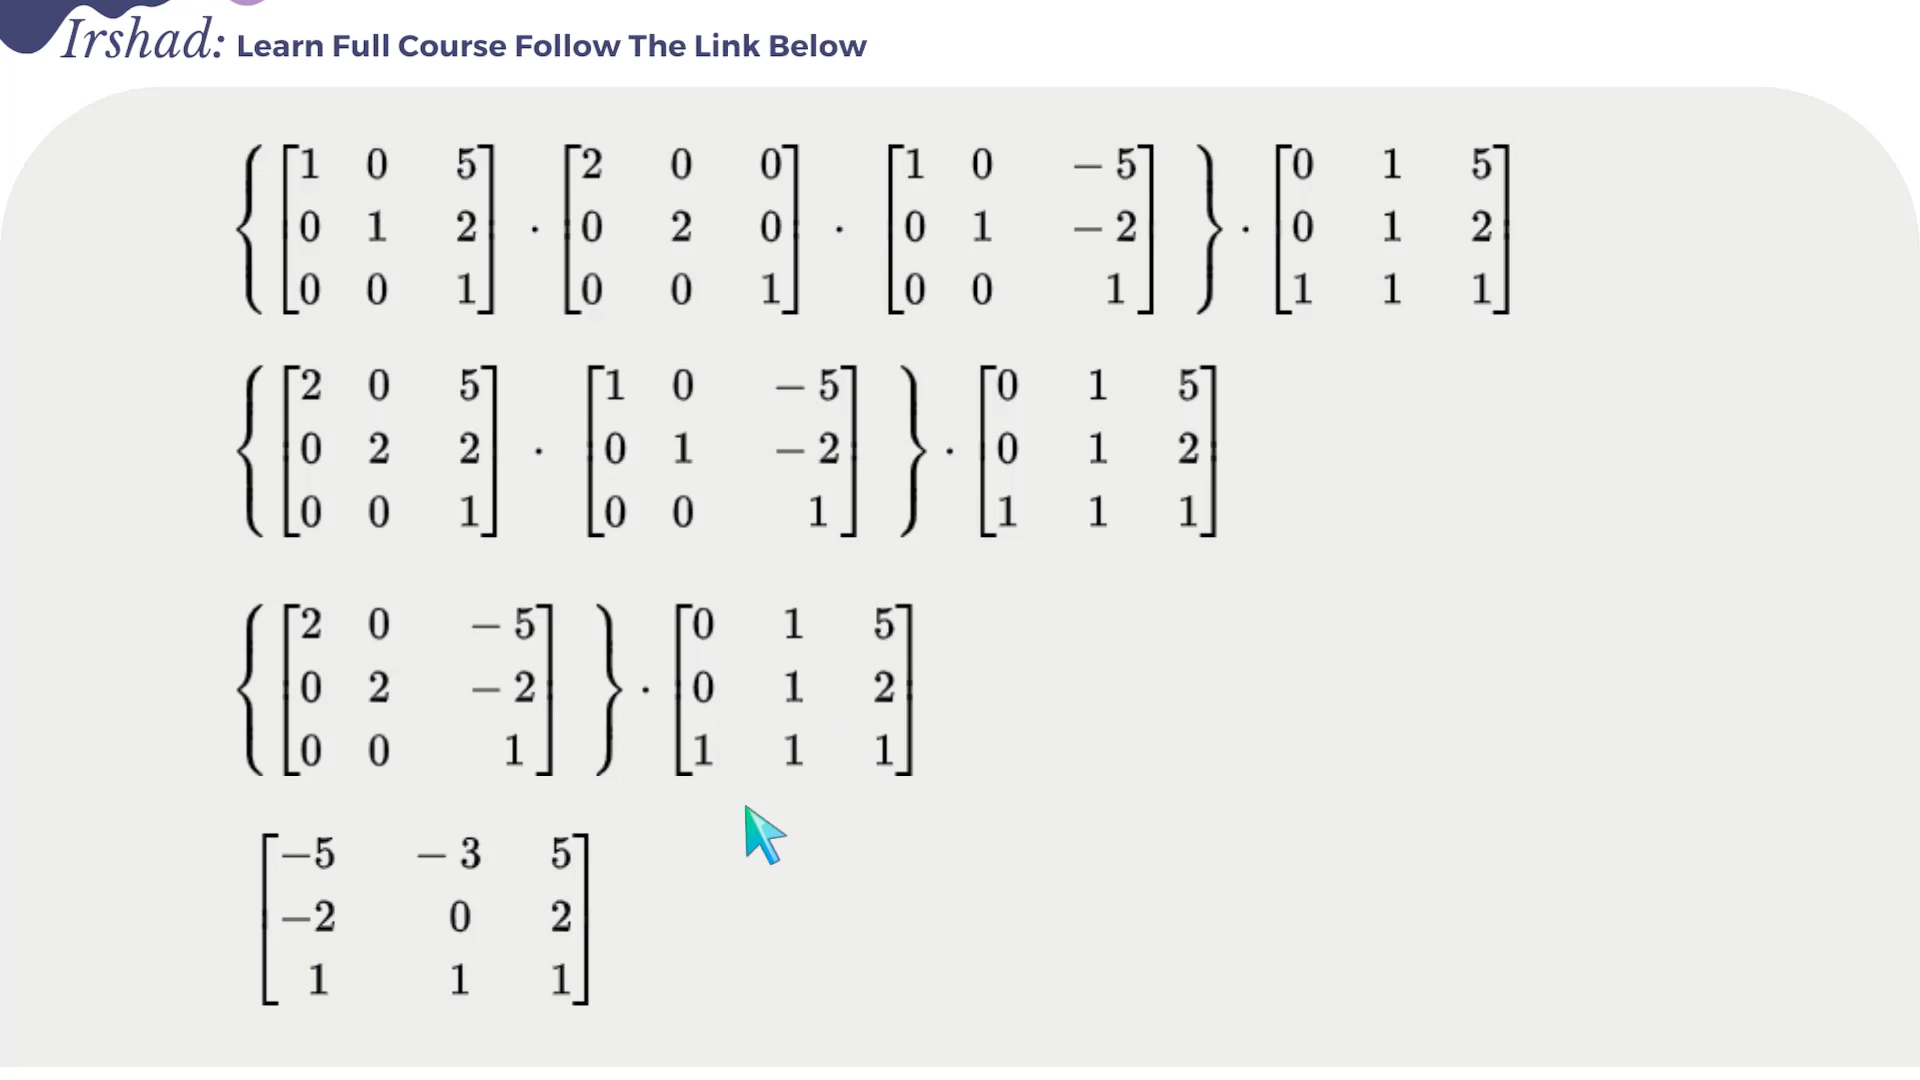 Irshad: Learn Full Course Follow The Link Below
{ [1 0 5] · [2 0 0] · [1 0 -5] } · [0 1 5]
[0 1 2] [0 2 0] [0 1 -2] [0 1 2]
[0 0 1] [0 0 1] [0 0 1] [1 1 1]
{ [2 0 5] · [1 0 -5] } · [0 1 5]
[0 2 2] [0 1 -2] [0 1 2]
[0 0 1] [0 0 1] [1 1 1]
{ [2 0 -5] } · [0 1 5]
[0 2 -2] [0 1 2]
[0 0 1] [1 1 1]
[-5 -3 5]
[-2 0 2]
[1 1 1]